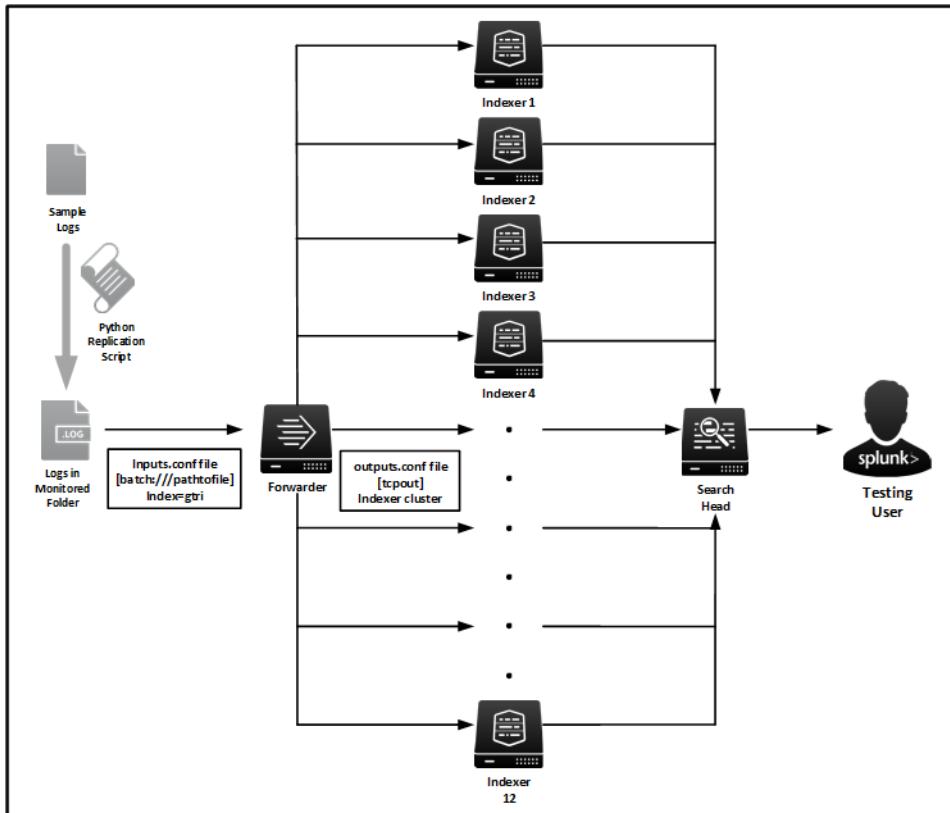 Indexer 1
Indexer 2
Sample
Logs
Indexer 3
Python
Replication
Script
Indexer 4
.LOG
Logs in
Monitored
Folder
Inputs.conf file
[batch:///pathtofile]
Index=gtri
Forwarder
outputs.conf file
[tcpout]
Indexer cluster
Search
Head
splunk>
Testing
User
Indexer
12